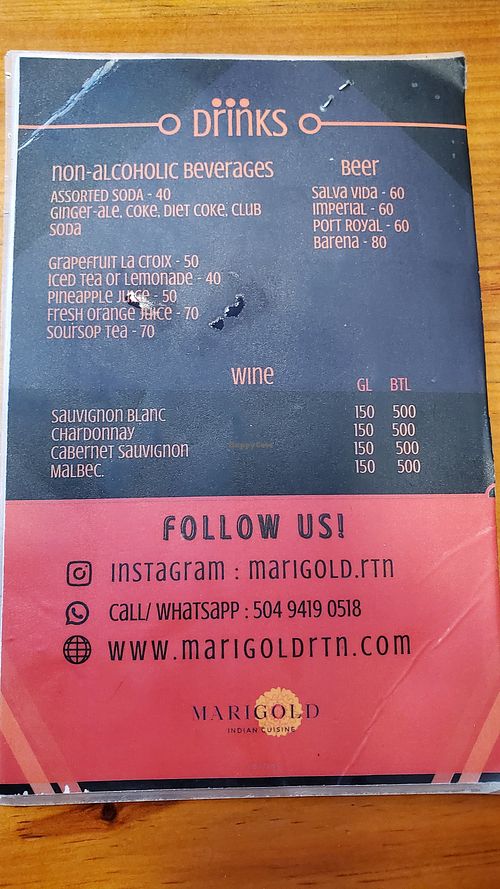 Drinks
non-alcoholic beverages
Assorted Soda - 40
Ginger-ale, Coke, Diet Coke, Club
Soda
Grapefruit La Croix - 50
Iced Tea or Lemonade - 40
Pineapple Juice - 50
Fresh Orange Juice - 70
Soursop Tea - 70
Beer
Salva Vida - 60
Imperial - 60
Port Royal - 60
Barena - 80
Wine
GL BTL
Sauvignon Blanc 150 500
Chardonnay 150 500
Cabernet Sauvignon 150 500
Malbec. 150 500
HappyCow
FOLLOW US!
Instagram : marigold.rtn
Call/ WhatsApp : 504 9419 0518
www.marigoldrtn.com
MARIGOLD
INDIAN CUISINE